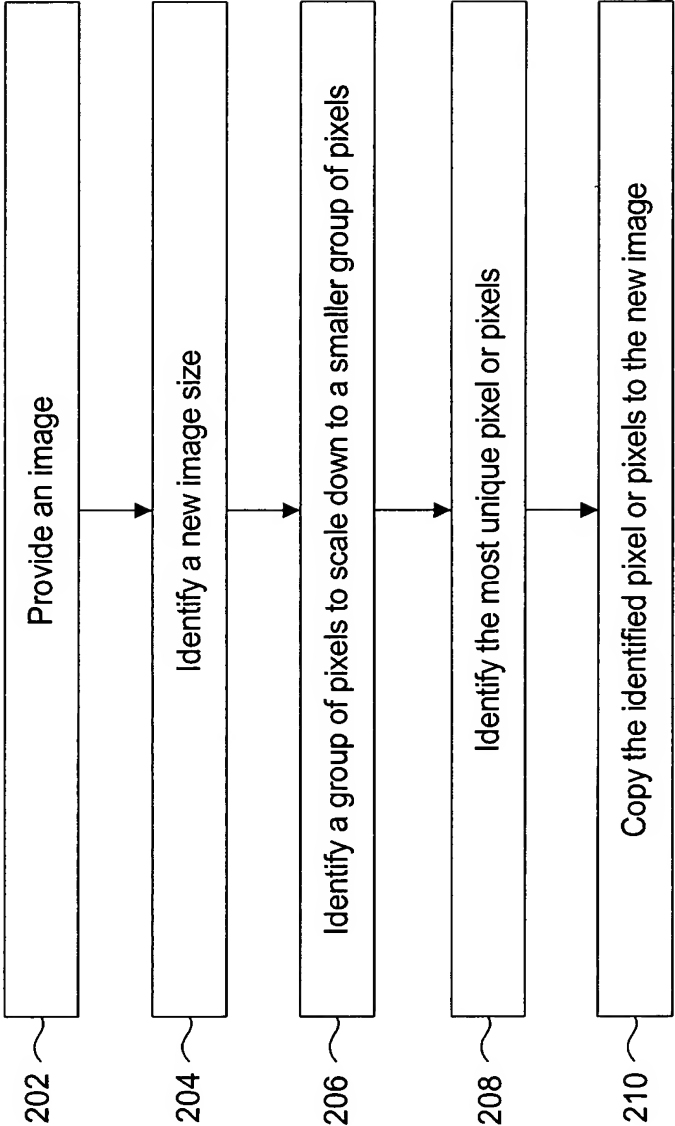 202
Provide an image
204
Identify a new image size
206
Identify a group of pixels to scale down to a smaller group of pixels
208
Identify the most unique pixel or pixels
210
Copy the identified pixel or pixels to the new image